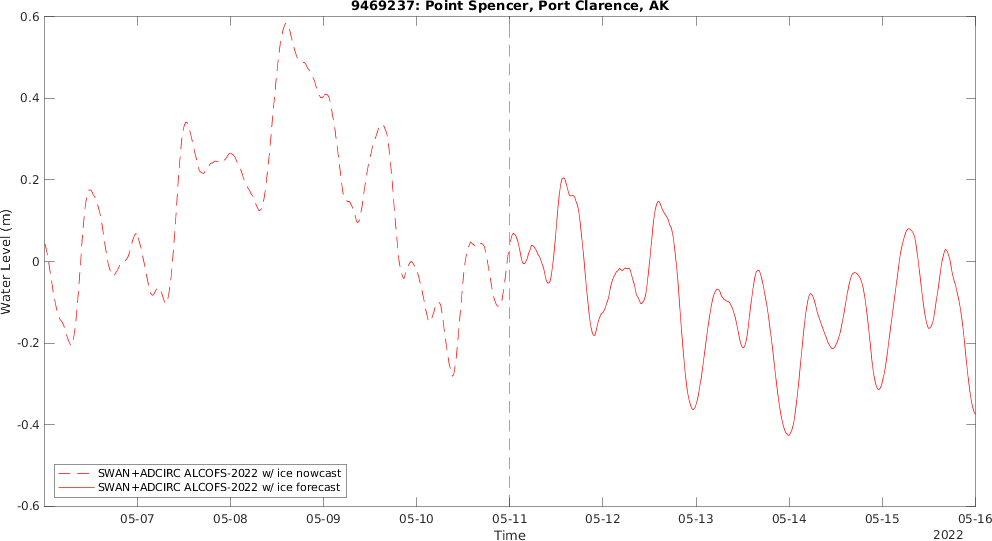 9469237: Point Spencer, Port Clarence, AK
Water Level (m)
0.6
0.4
0.2
0
-0.2
-0.4
-0.6
SWAN+ADCIRC ALCOFS-2022 w/ ice nowcast
SWAN+ADCIRC ALCOFS-2022 w/ ice forecast
05-07 05-08 05-09 05-10 05-11 05-12 05-13 05-14 05-15 05-16
Time
2022